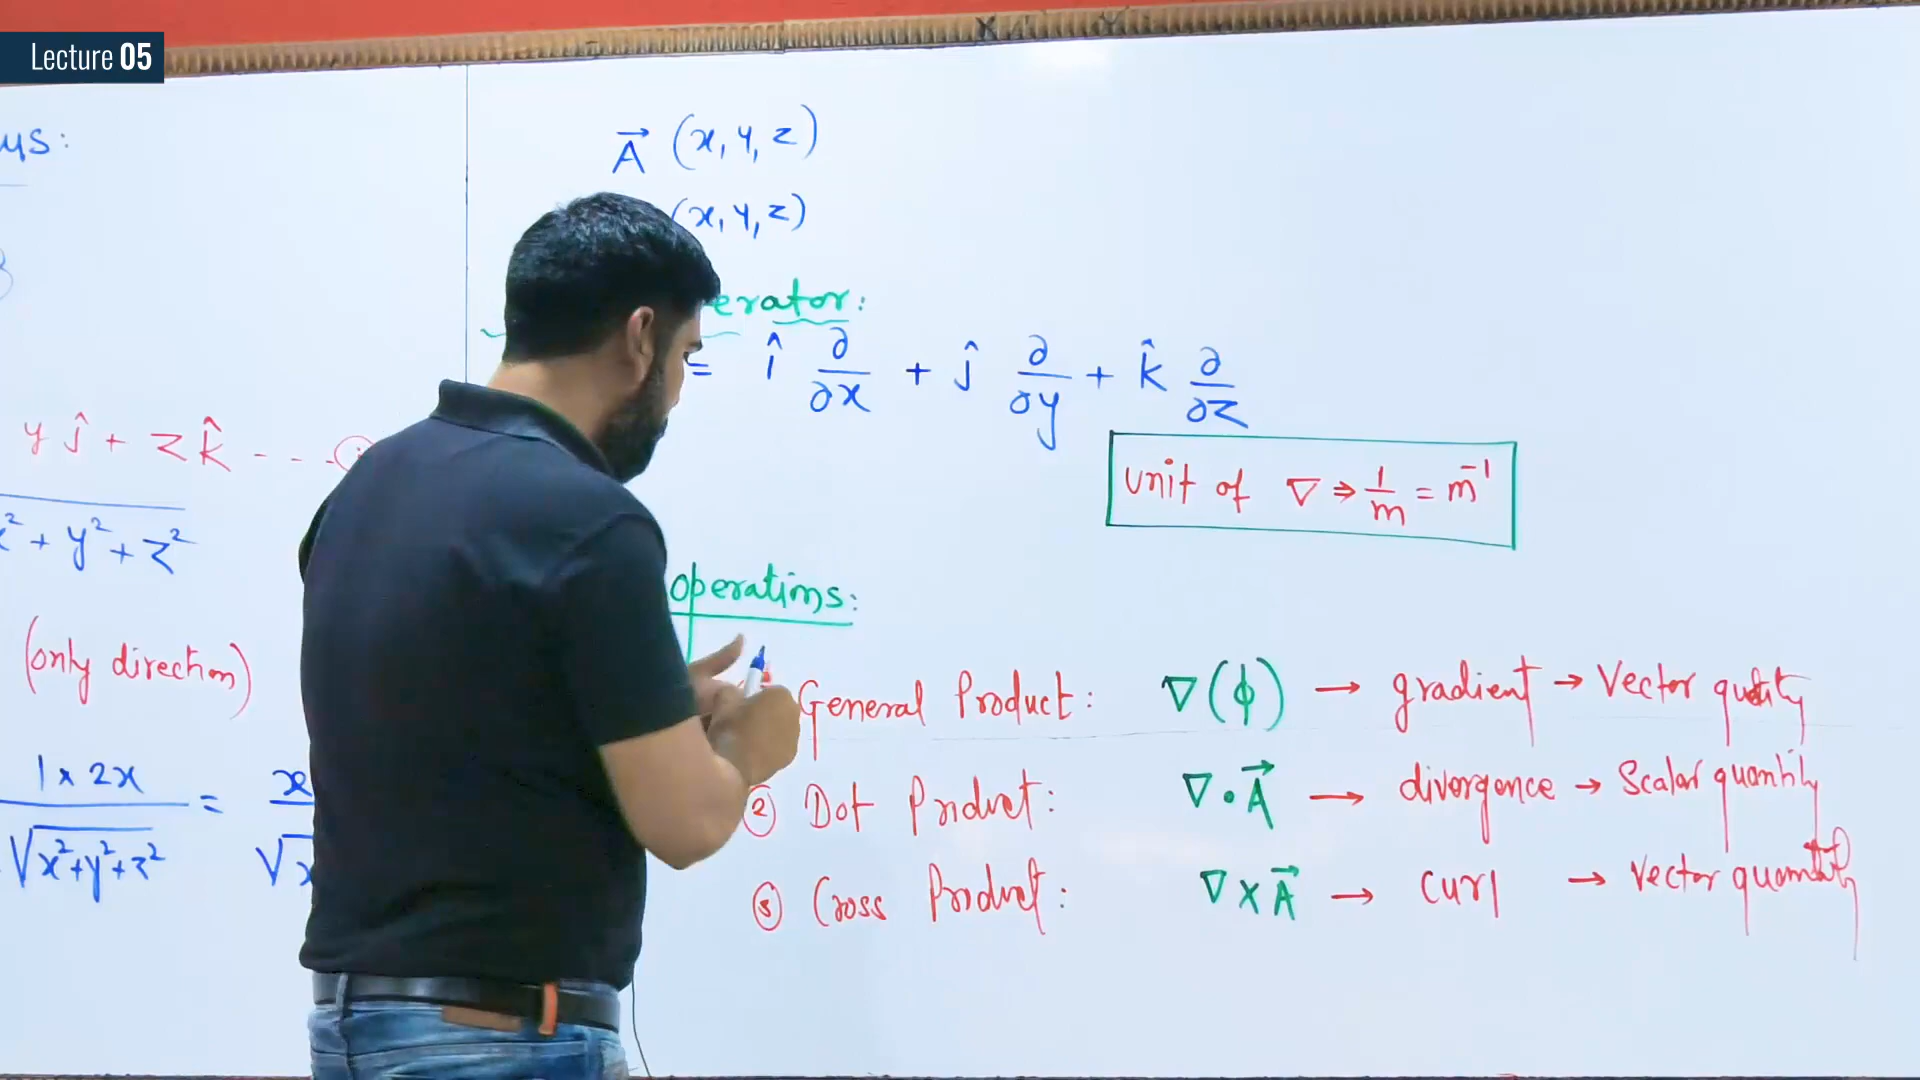 Lecture 05
us:
y ĵ + z k̂ - - -
x² + y² + z²
(only direction)
1 × 2x / √x²+y²+z² = x / √x
A⃗ (x, y, z)
(x, y, z)
erator:
= î ∂/∂x + ĵ ∂/∂y + k̂ ∂/∂z
unit of ∇ ⇒ 1/m = m⁻¹
operations:
General Product: ∇(ϕ) → gradient → Vector qutity
② Dot Product: ∇ · A⃗ → divergence → Scalar quantity
③ Cross Product: ∇ × A⃗ → curl → Vector quantity